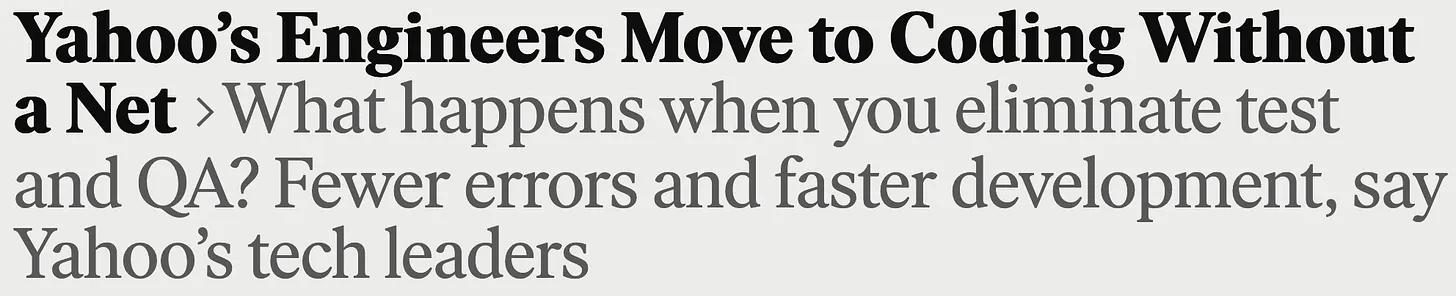 Yahoo’s Engineers Move to Coding Without
a Net > What happens when you eliminate test
and QA? Fewer errors and faster development, say
Yahoo’s tech leaders